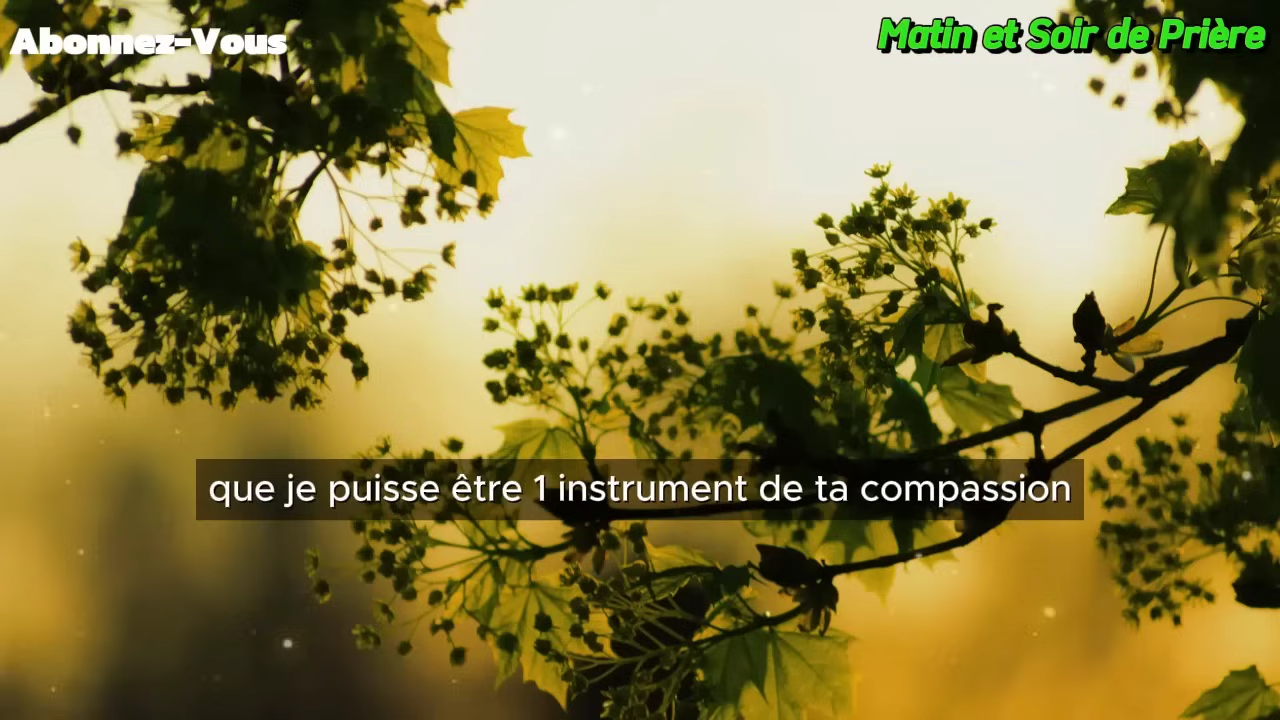 Abonnez-Vous
Matin et Soir de Prière
que je puisse être 1 instrument de ta compassion